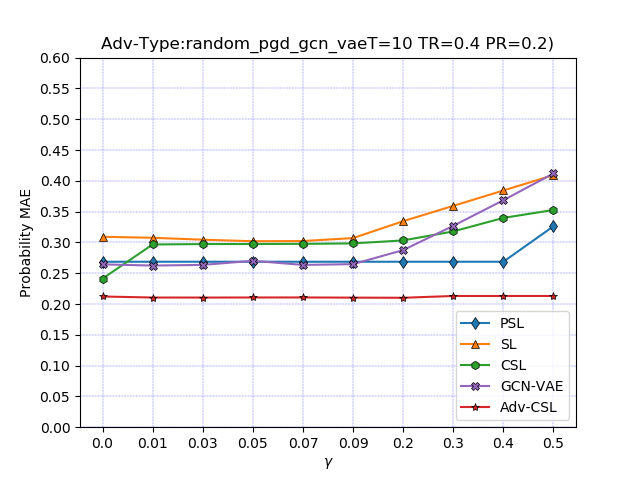 Adv-Type:random_pgd_gcn_vaeT=10 TR=0.4 PR=0.2)
0.60
0.55
0.50
0.45
0.40
0.35
0.30
0.25
0.20
0.15
0.10
0.05
0.00
Probability MAE
0.0 0.01 0.03 0.05 0.07 0.09 0.2 0.3 0.4 0.5
γ
PSL
SL
CSL
GCN-VAE
Adv-CSL